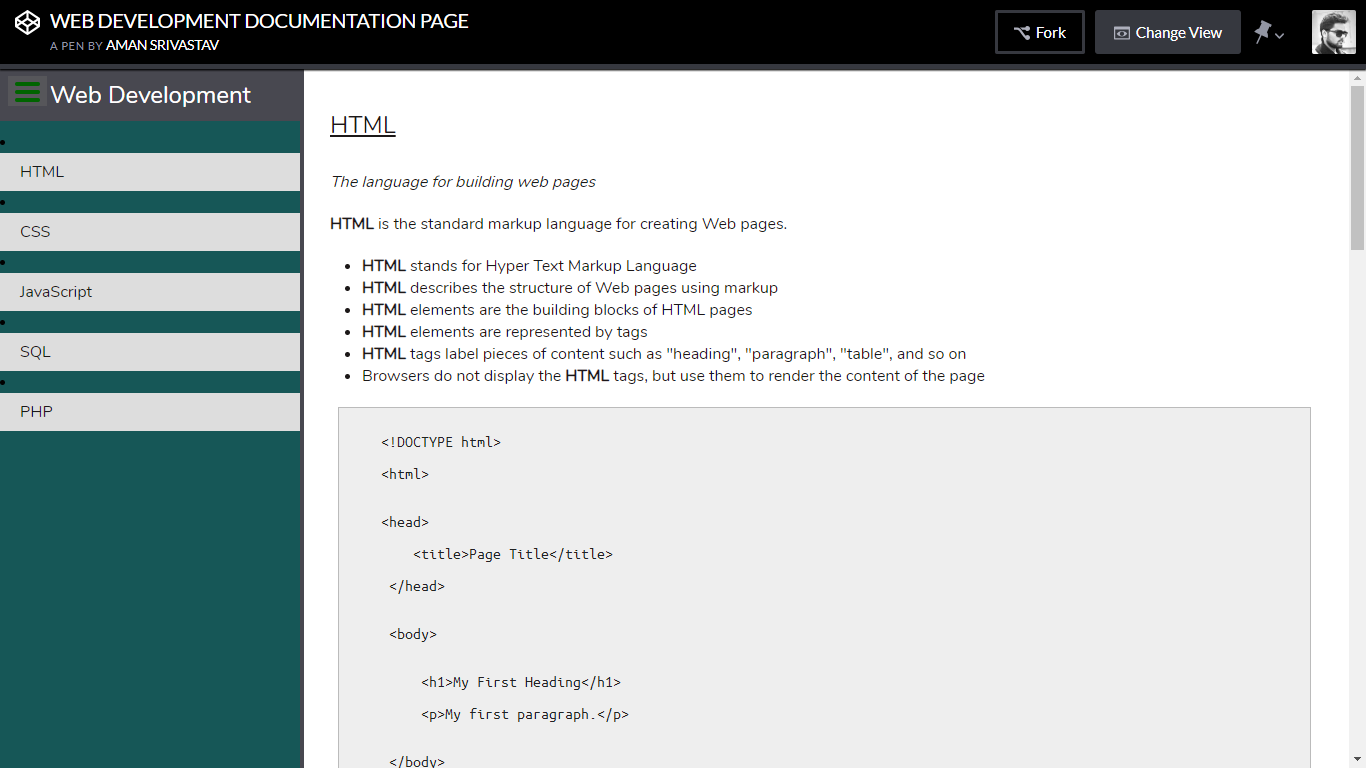 WEB DEVELOPMENT DOCUMENTATION PAGE
A PEN BY AMAN SRIVASTAV
Fork
Change View
Web Development
HTML
CSS
JavaScript
SQL
PHP
HTML
The language for building web pages
HTML is the standard markup language for creating Web pages.
HTML stands for Hyper Text Markup Language
HTML describes the structure of Web pages using markup
HTML elements are the building blocks of HTML pages
HTML elements are represented by tags
HTML tags label pieces of content such as "heading", "paragraph", "table", and so on
Browsers do not display the HTML tags, but use them to render the content of the page
<!DOCTYPE html>
<html>
<head>
<title>Page Title</title>
</head>
<body>
<h1>My First Heading</h1>
<p>My first paragraph.</p>
</body>